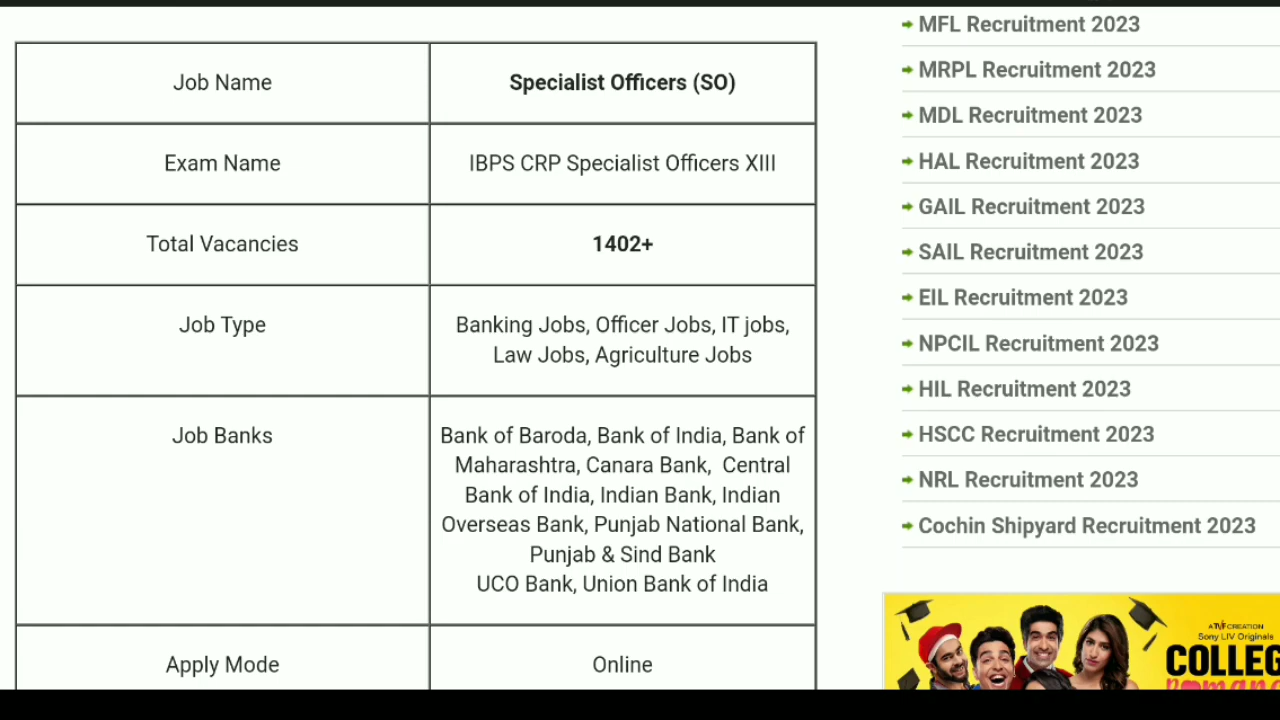 Job Name
Specialist Officers (SO)
Exam Name
IBPS CRP Specialist Officers XIII
Total Vacancies
1402+
Job Type
Banking Jobs, Officer Jobs, IT jobs,
Law Jobs, Agriculture Jobs
Job Banks
Bank of Baroda, Bank of India, Bank of
Maharashtra, Canara Bank, Central
Bank of India, Indian Bank, Indian
Overseas Bank, Punjab National Bank,
Punjab & Sind Bank
UCO Bank, Union Bank of India
Apply Mode
Online
MFL Recruitment 2023
MRPL Recruitment 2023
MDL Recruitment 2023
HAL Recruitment 2023
GAIL Recruitment 2023
SAIL Recruitment 2023
EIL Recruitment 2023
NPCIL Recruitment 2023
HIL Recruitment 2023
HSCC Recruitment 2023
NRL Recruitment 2023
Cochin Shipyard Recruitment 2023
A TVF CREATION
Sony LIV Originals
COLLEG